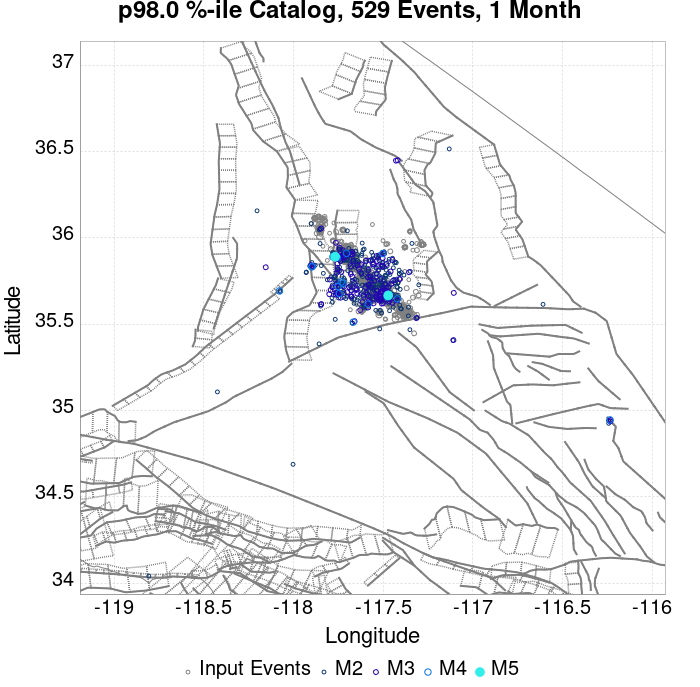 p98.0 %-ile Catalog, 529 Events, 1 Month
37
36.5
36
35.5
35
34.5
34
Latitude
-119 -118.5 -118 -117.5 -117 -116.5 -116
Longitude
Input Events M2 M3 M4 M5